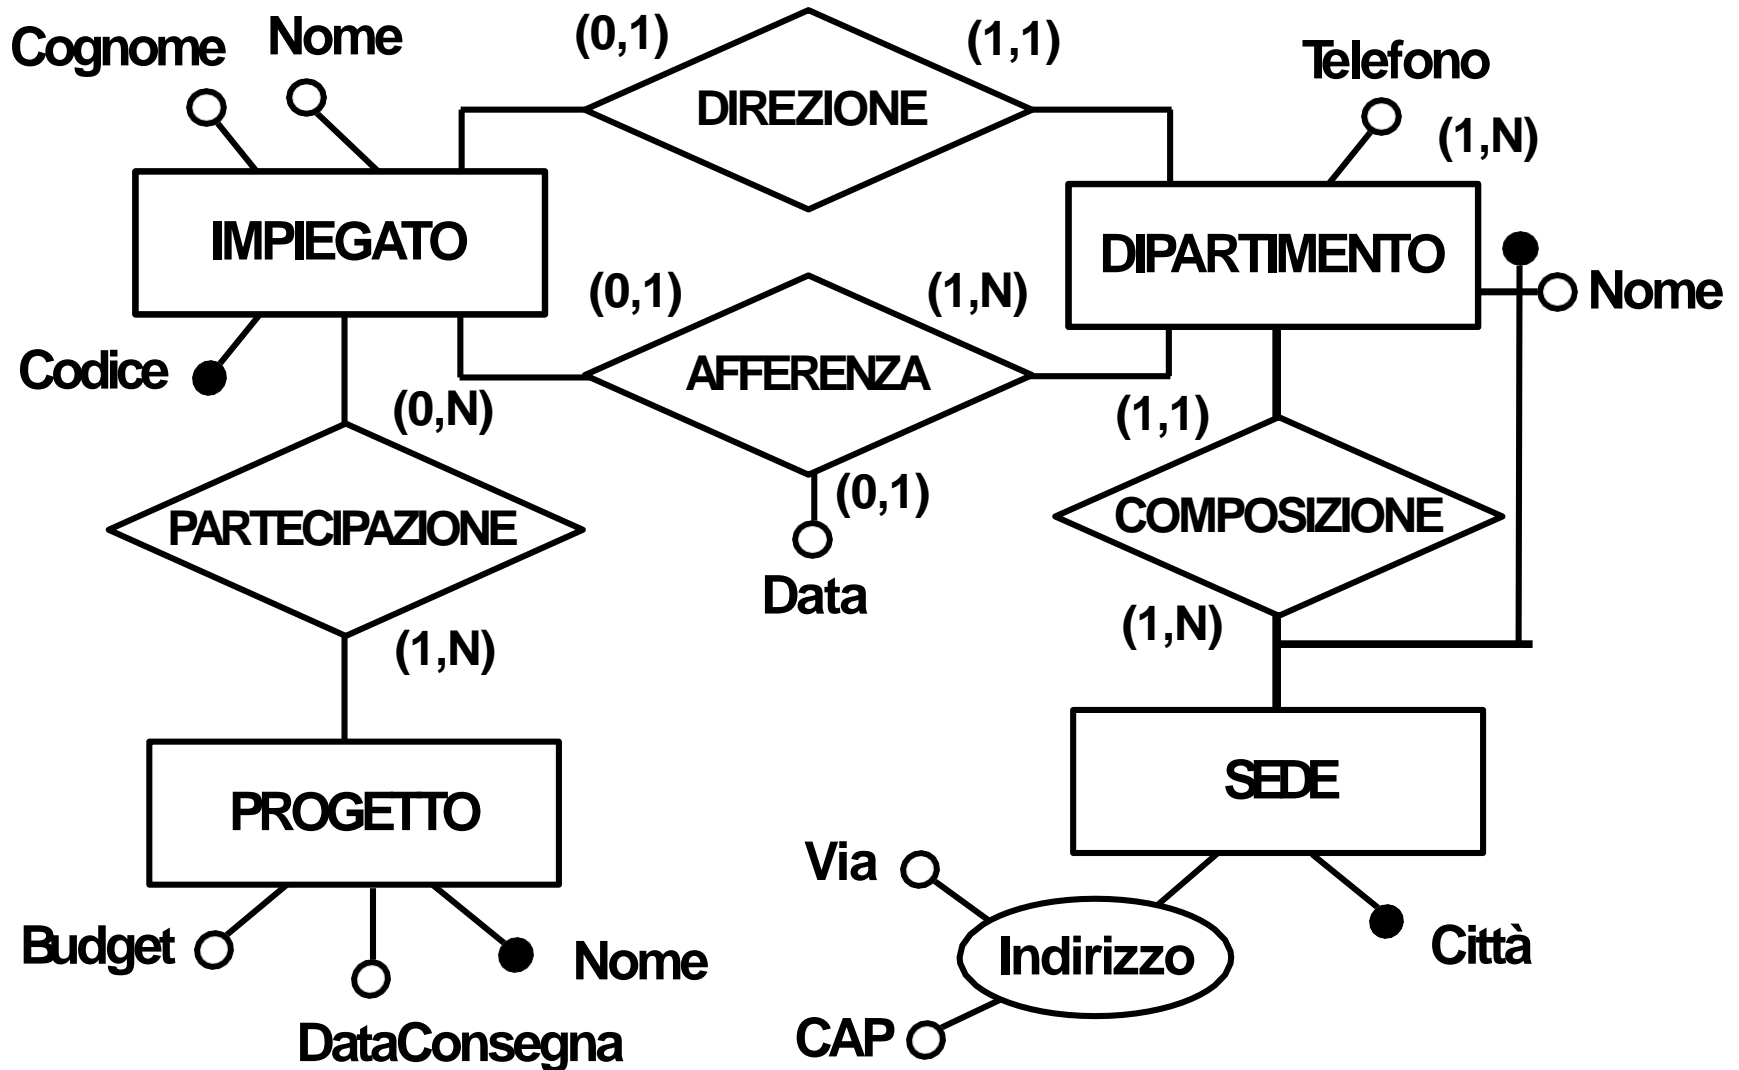 Cognome
Nome
(0,1)
(1,1)
Telefono
DIREZIONE
(1,N)
IMPIEGATO
DIPARTIMENTO
(0,1)
(1,N)
Nome
Codice
AFFERENZA
(0,N)
(1,1)
(0,1)
PARTECIPAZIONE
COMPOSIZIONE
Data
(1,N)
(1,N)
SEDE
PROGETTO
Via
Budget
Nome
Indirizzo
Città
DataConsegna
CAP